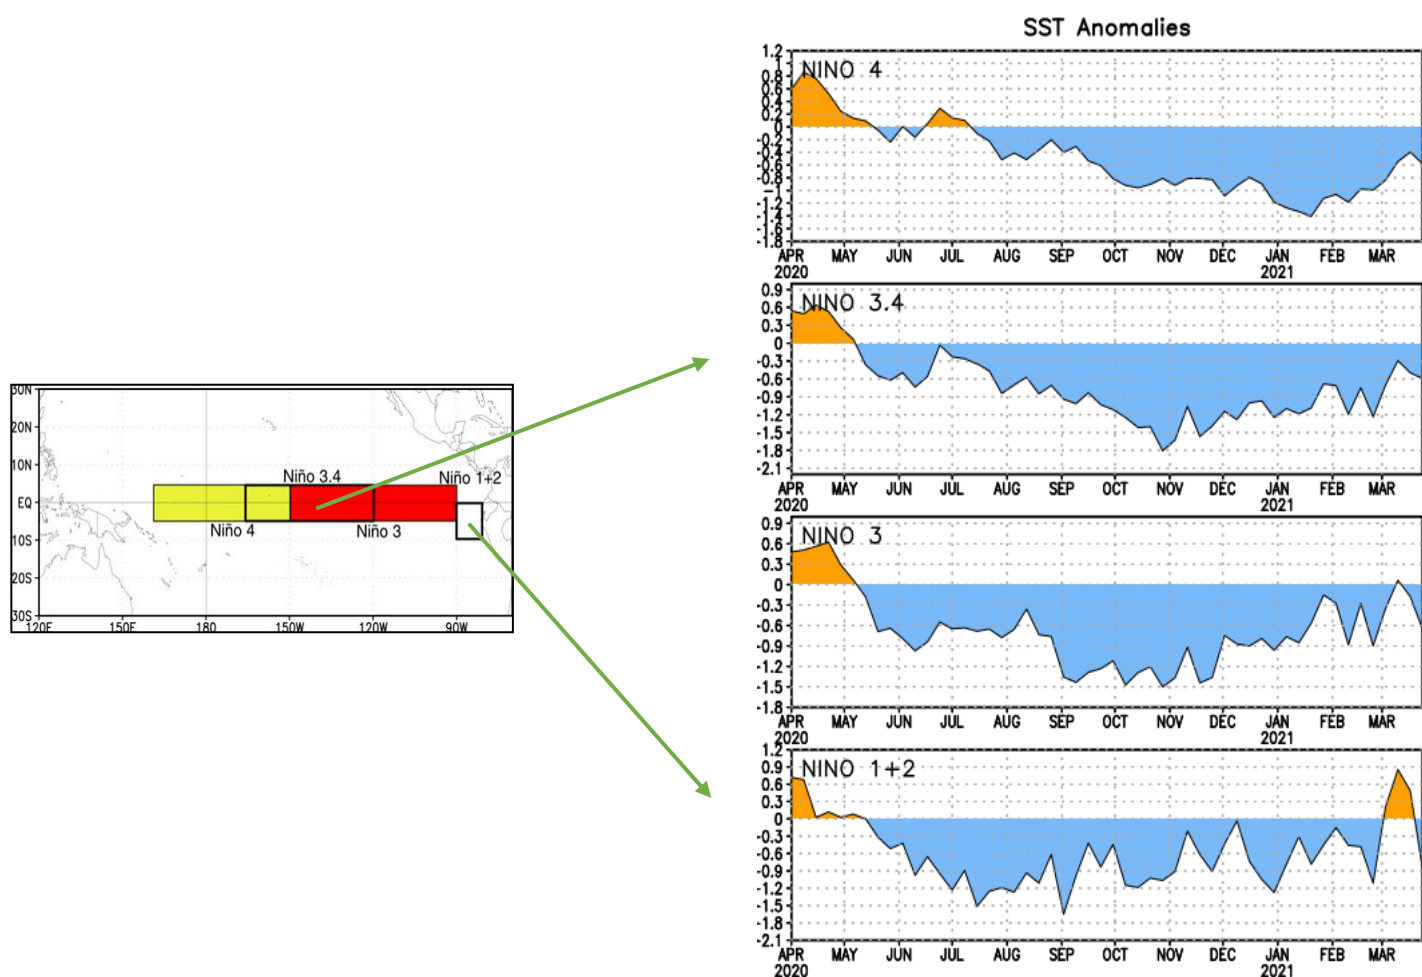 30N
20N
10N
EQ
10S
20S
30S
Niño 3.4
Niño 1+2
Niño 4
Niño 3
120E 150E 180 150W 120W 90W
SST Anomalies
NINO 4
1.2
1
0.8
0.6
0.4
0.2
0
-0.2
-0.4
-0.6
-0.8
-1
-1.2
-1.4
-1.6
-1.8
APR MAY JUN JUL AUG SEP OCT NOV DEC JAN FEB MAR
2020 2021
NINO 3.4
0.9
0.6
0.3
0
-0.3
-0.6
-0.9
-1.2
-1.5
-1.8
-2.1
APR MAY JUN JUL AUG SEP OCT NOV DEC JAN FEB MAR
2020 2021
NINO 3
0.9
0.6
0.3
0
-0.3
-0.6
-0.9
-1.2
-1.5
-1.8
APR MAY JUN JUL AUG SEP OCT NOV DEC JAN FEB MAR
2020 2021
NINO 1+2
1.2
0.9
0.6
0.3
0
-0.3
-0.6
-0.9
-1.2
-1.5
-1.8
-2.1
APR MAY JUN JUL AUG SEP OCT NOV DEC JAN FEB MAR
2020 2021